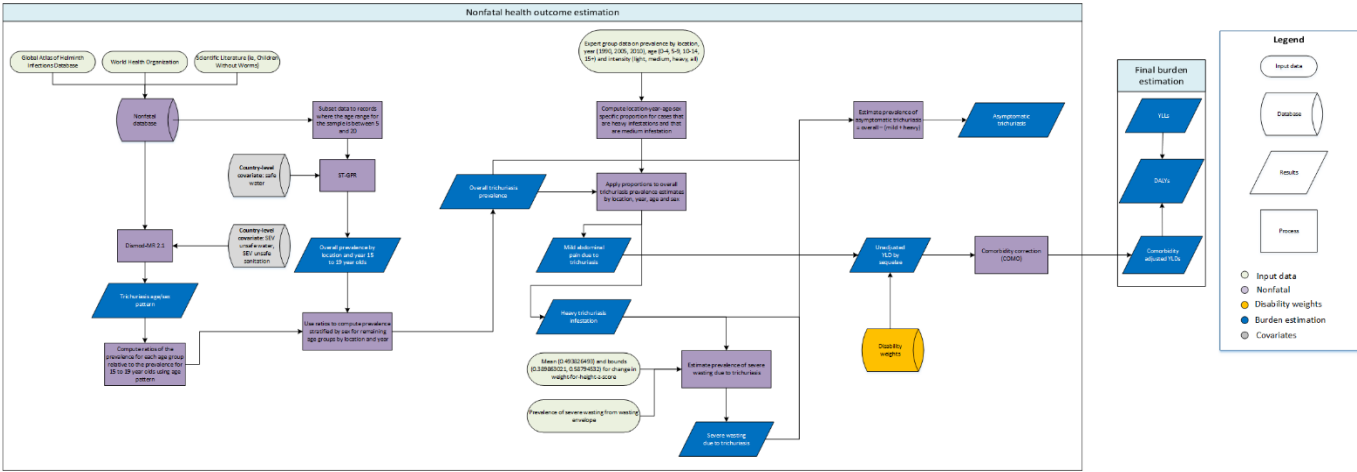 Nonfatal health outcome estimation
Global Atlas of Helminth
Infections Database
World Health Organization
Scientific Literature (ie, Children
Without Worms)
Nonfatal
database
Subset data to records
where the age range for
the sample is between 5
and 20
Country-level
covariate: safe
water
ST-GPR
Dismod-MR 2.1
Country-level
covariate: SEV
unsafe water,
SEV unsafe
sanitation
Overall prevalence by
location and year 15
to 19 year olds
Trichuriasis age/sex
pattern
Compute ratios of the
prevalence for each age group
relative to the prevalence for
15 to 19 year olds using age
pattern
Use ratios to compute prevalence
stratified by sex for remaining
age groups by location and year
Expert group data on prevalence by location,
year (1990, 2005, 2010), age (0-4, 5-9, 10-14,
15+) and intensity (light, medium, heavy, all)
Compute location-year-age-sex
specific proportion for cases that
are heavy infestations and that
are medium infestation
Overall trichuriasis
prevalence
Apply proportions to overall
trichuriasis prevalence estimates
by location, year, age and sex
Mild abdominal
pain due to
trichuriasis
Heavy trichuriasis
infestation
Mean (0.493826493) and bounds
(0.389863021, 0.58794532) for change in
weight-for-height z-score
Prevalence of severe wasting from wasting
envelope
Estimate prevalence of severe
wasting due to trichuriasis
Severe wasting
due to trichuriasis
Estimate prevalence of
asymptomatic trichuriasis
= overall – (mild + heavy)
Asymptomatic
trichuriasis
Unadjusted
YLD by
sequelae
Disability
weights
Comorbidity correction
(COMO)
Final burden
estimation
YLLs
DALYs
Comorbidity
adjusted YLDs
Legend
Input data
Database
Results
Process
Input data
Nonfatal
Disability weights
Burden estimation
Covariates